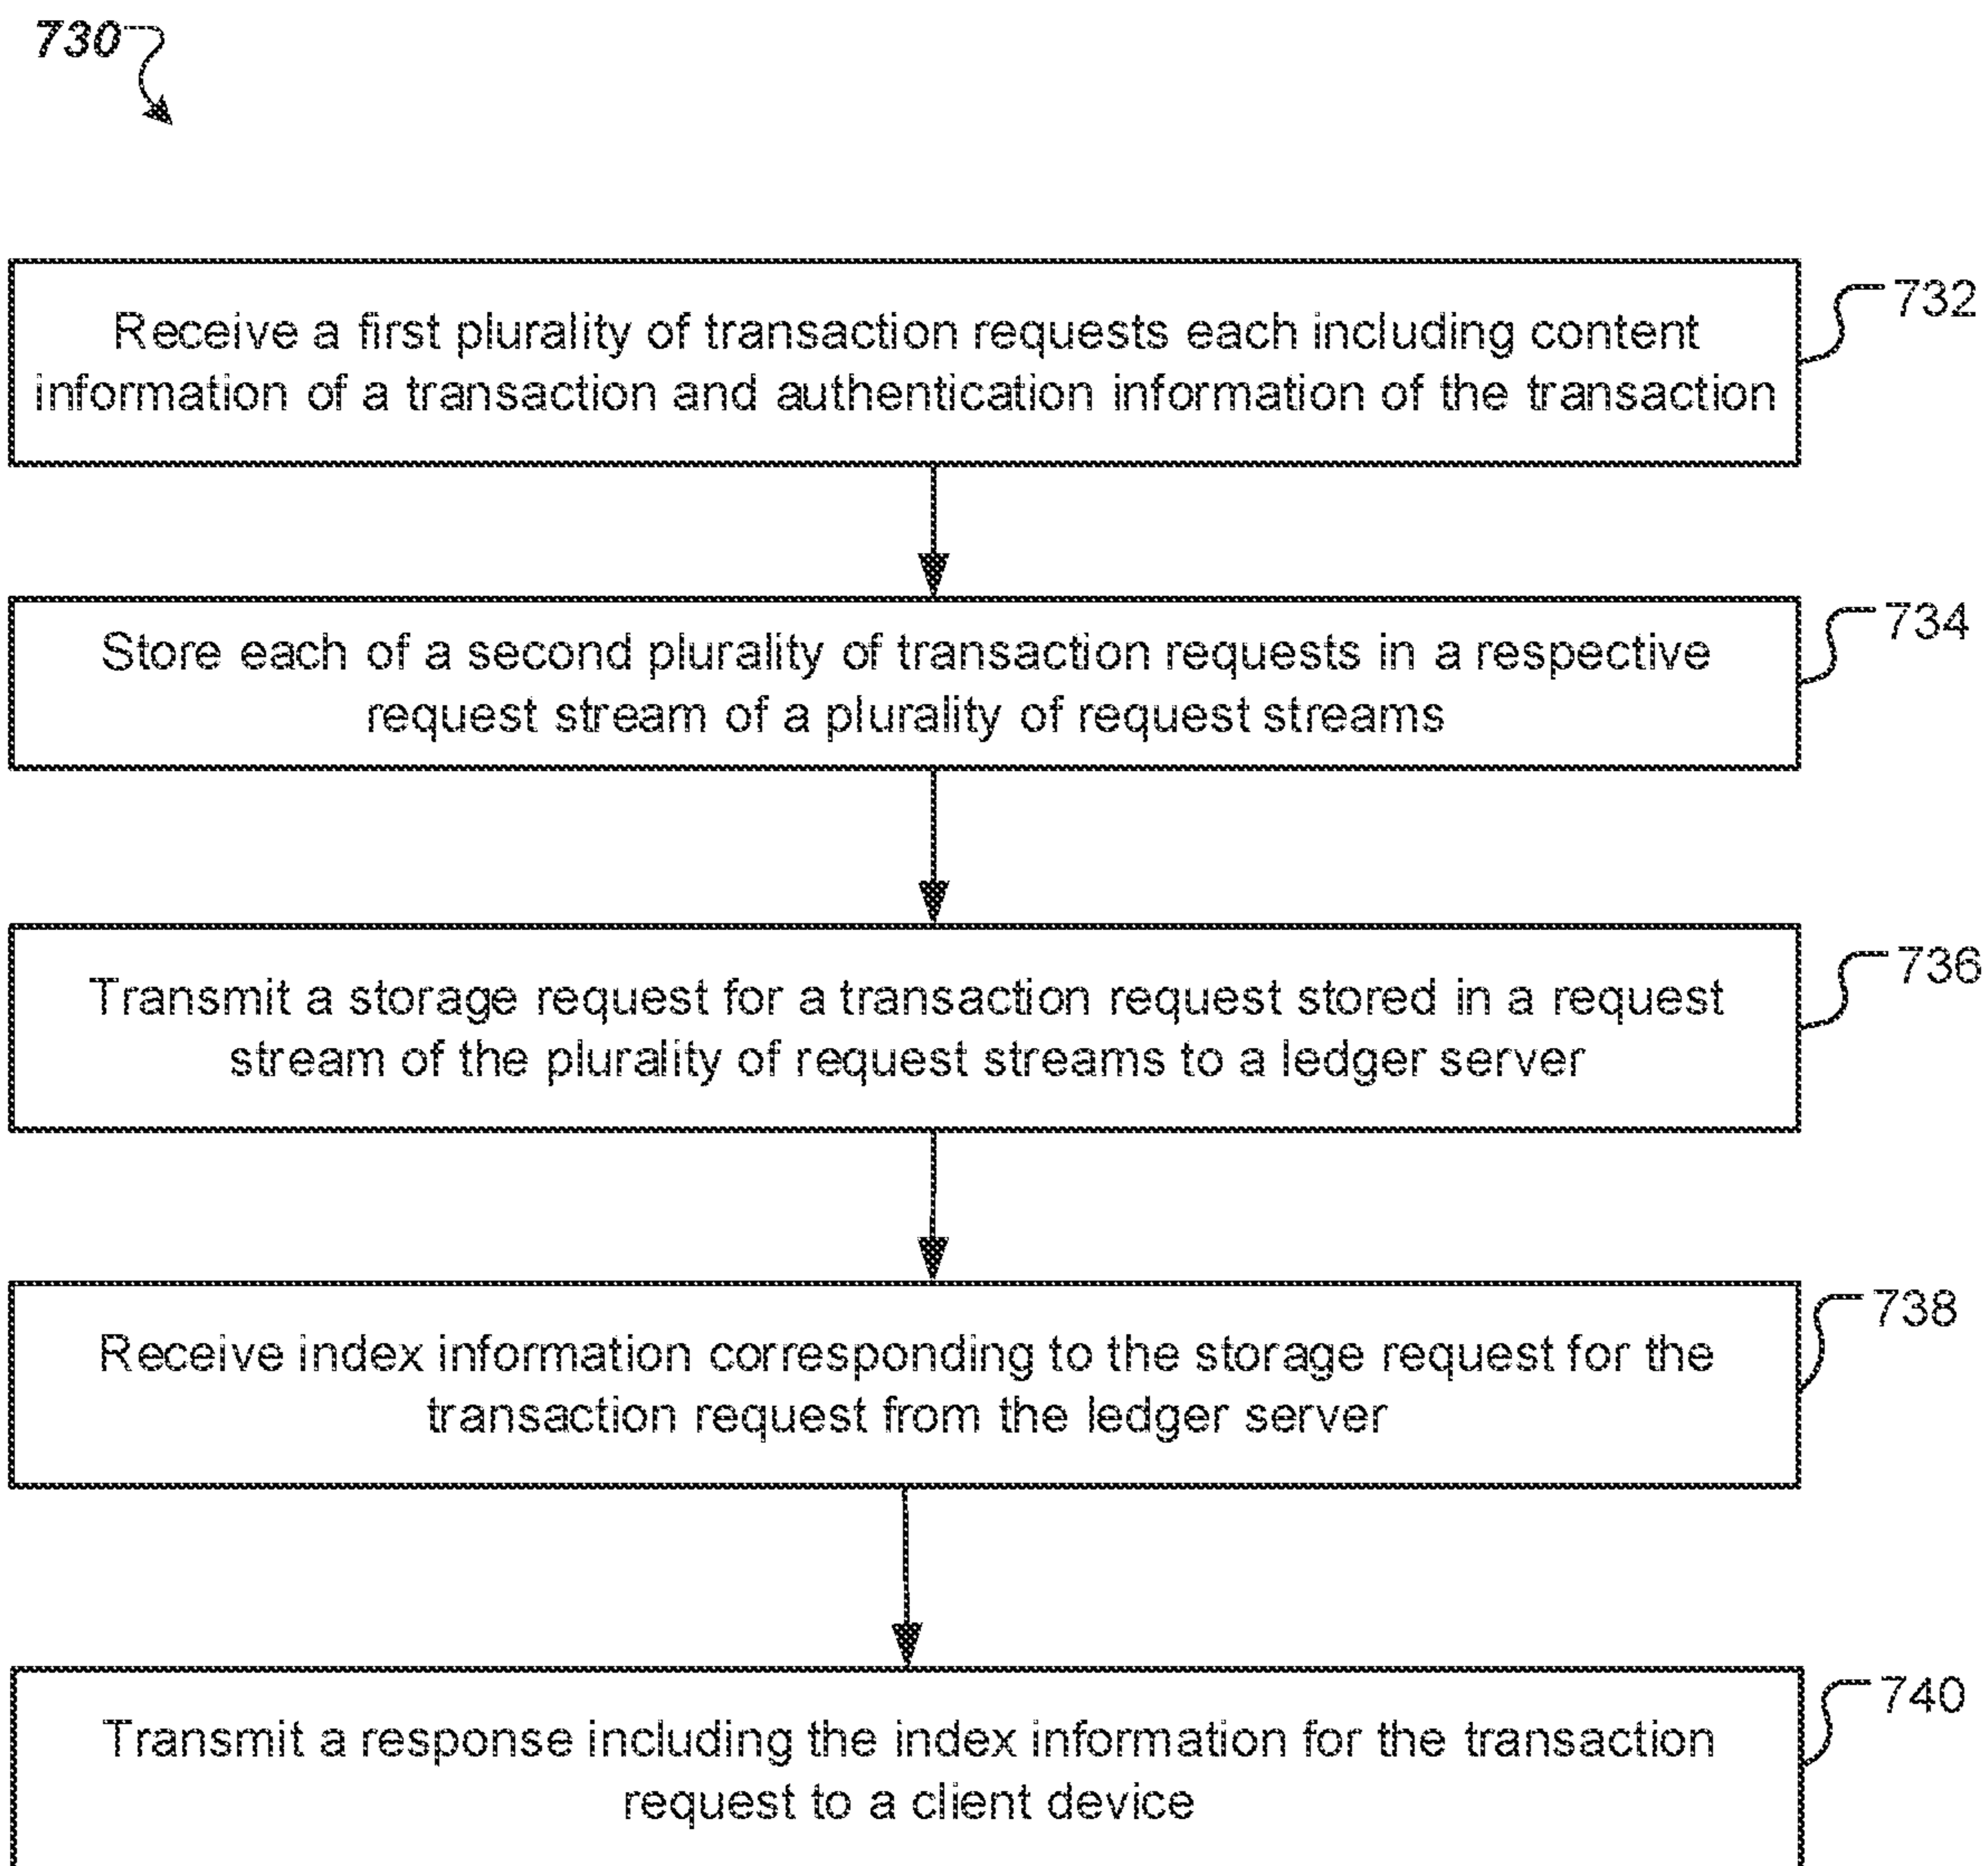 730
Receive a first plurality of transaction requests each including content
information of a transaction and authentication information of the transaction
732
Store each of a second plurality of transaction requests in a respective
request stream of a plurality of request streams
734
Transmit a storage request for a transaction request stored in a request
stream of the plurality of request streams to a ledger server
736
Receive index information corresponding to the storage request for the
transaction request from the ledger server
738
Transmit a response including the index information for the transaction
request to a client device
740